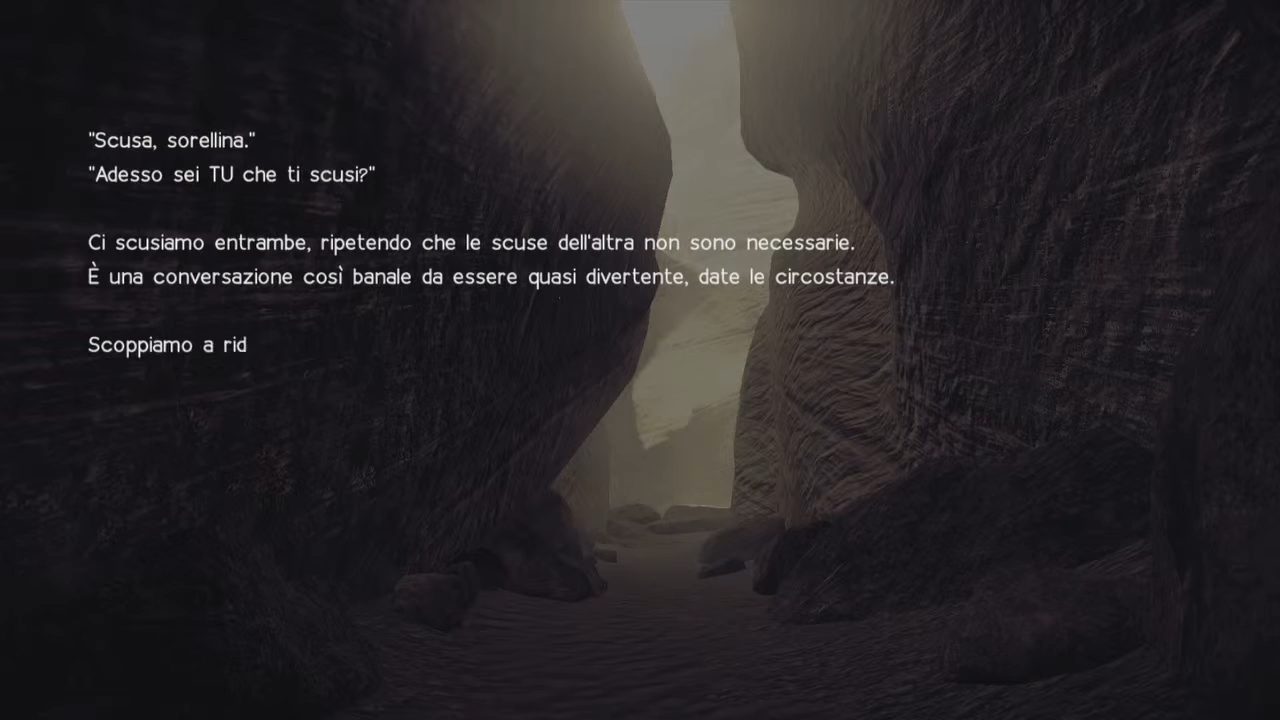 "Scusa, sorellina."
"Adesso sei TU che ti scusi?"
Ci scusiamo entrambe, ripetendo che le scuse dell'altra non sono necessarie.
È una conversazione così banale da essere quasi divertente, date le circostanze.
Scoppiamo a rid